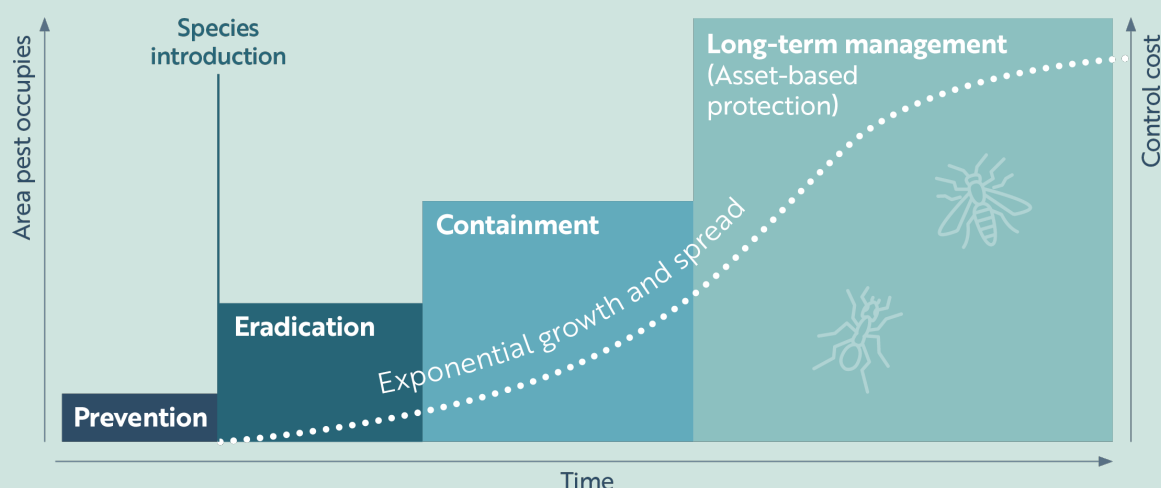 Species
introduction
Area pest occupies
Control cost
Long-term management
(Asset-based
protection)
Containment
Exponential growth and spread
Eradication
Prevention
Time